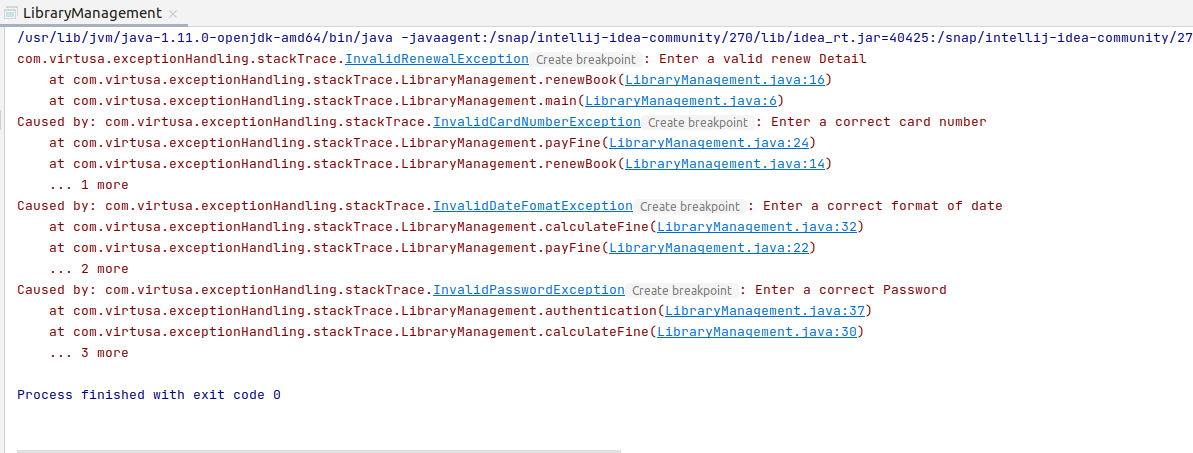 LibraryManagement ×
/usr/lib/jvm/java-1.11.0-openjdk-amd64/bin/java -javaagent:/snap/intellij-idea-community/270/lib/idea_rt.jar=40425:/snap/intellij-idea-community/27
com.virtusa.exceptionHandling.stackTrace.InvalidRenewalException Create breakpoint : Enter a valid renew Detail
    at com.virtusa.exceptionHandling.stackTrace.LibraryManagement.renewBook(LibraryManagement.java:16)
    at com.virtusa.exceptionHandling.stackTrace.LibraryManagement.main(LibraryManagement.java:6)
Caused by: com.virtusa.exceptionHandling.stackTrace.InvalidCardNumberException Create breakpoint : Enter a correct card number
    at com.virtusa.exceptionHandling.stackTrace.LibraryManagement.payFine(LibraryManagement.java:24)
    at com.virtusa.exceptionHandling.stackTrace.LibraryManagement.renewBook(LibraryManagement.java:14)
    ... 1 more
Caused by: com.virtusa.exceptionHandling.stackTrace.InvalidDateFomatException Create breakpoint : Enter a correct format of date
    at com.virtusa.exceptionHandling.stackTrace.LibraryManagement.calculateFine(LibraryManagement.java:32)
    at com.virtusa.exceptionHandling.stackTrace.LibraryManagement.payFine(LibraryManagement.java:22)
    ... 2 more
Caused by: com.virtusa.exceptionHandling.stackTrace.InvalidPasswordException Create breakpoint : Enter a correct Password
    at com.virtusa.exceptionHandling.stackTrace.LibraryManagement.authentication(LibraryManagement.java:37)
    at com.virtusa.exceptionHandling.stackTrace.LibraryManagement.calculateFine(LibraryManagement.java:30)
    ... 3 more
Process finished with exit code 0